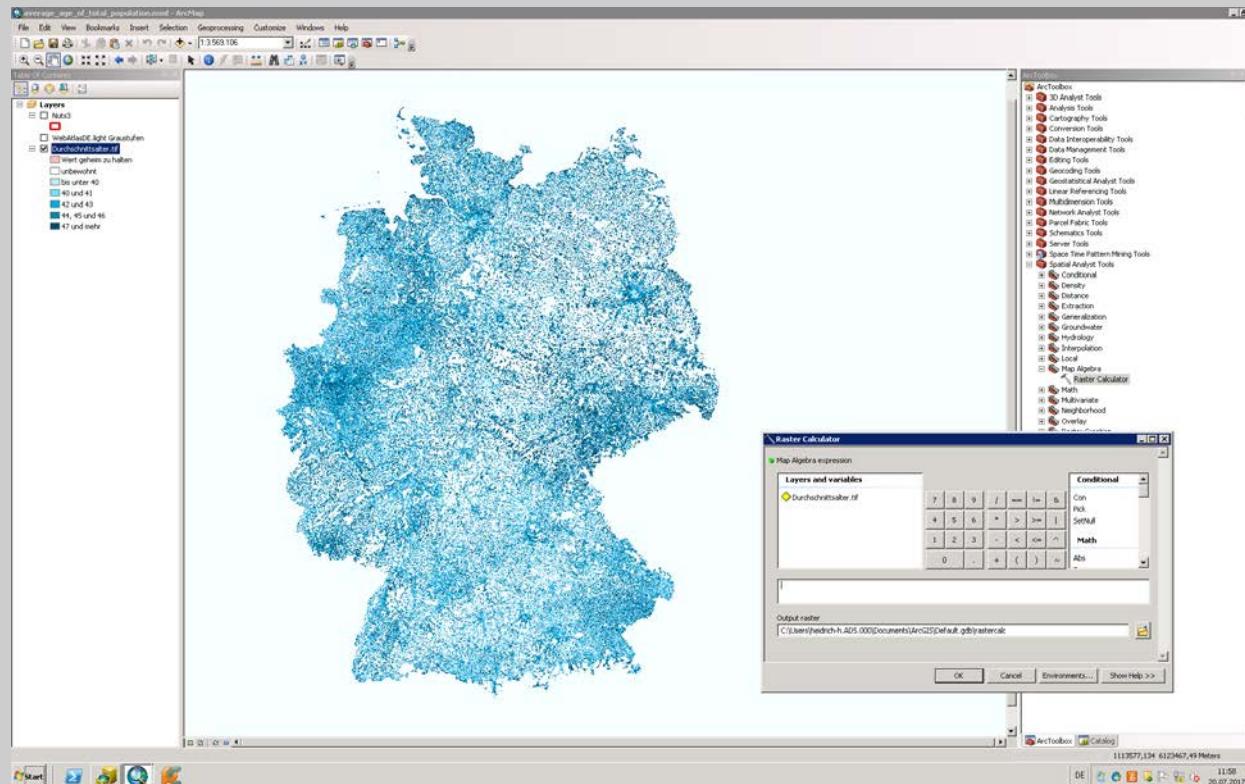 average_age_of_total_population.mxd - ArcMap
File Edit View Bookmarks Insert Selection Geoprocessing Customize Windows Help
1:3.569.106
Table Of Contents
Layers
Nuts3
WebAtlasDE.light Graustufen
Durchschnittsalter.tif
Wert geheim zu halten
unbewohnt
bis unter 40
40 und 41
42 und 43
44, 45 und 46
47 und mehr
ArcToolbox
ArcToolbox
3D Analyst Tools
Analysis Tools
Cartography Tools
Conversion Tools
Data Interoperability Tools
Data Management Tools
Editing Tools
Geocoding Tools
Geostatistical Analyst Tools
Linear Referencing Tools
Multidimension Tools
Network Analyst Tools
Parcel Fabric Tools
Schematics Tools
Server Tools
Space Time Pattern Mining Tools
Spatial Analyst Tools
Conditional
Density
Distance
Extraction
Generalization
Groundwater
Hydrology
Interpolation
Local
Map Algebra
Raster Calculator
Math
Multivariate
Neighborhood
Overlay
Raster Calculator
Map Algebra expression
Layers and variables
Durchschnittsalter.tif
7 8 9 / == != &
4 5 6 * > >= |
1 2 3 - < <= ^
0 . + ( ) ~
Conditional
Con
Pick
SetNull
Math
Abs
Output raster
C:\Users\heidrich-h.ADS.000\Documents\ArcGIS\Default.gdb\rastercalc
OK Cancel Environments... Show Help >>
ArcToolbox Catalog
1113577,134 6123467,49 Meters
Start
DE
11:58
20.07.2017